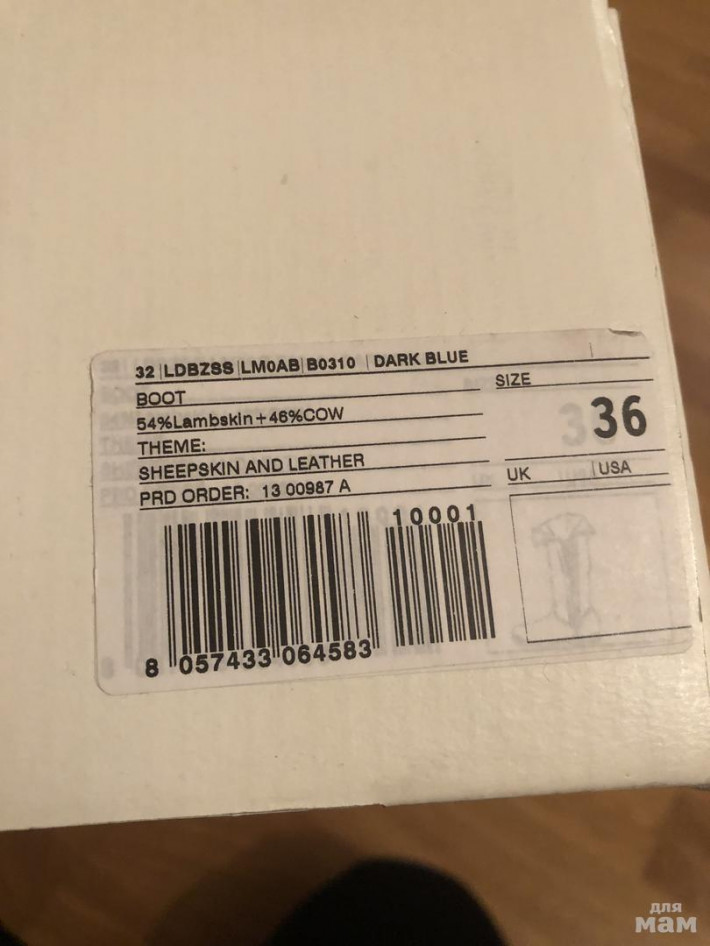 32 LDBZSS LM0AB B0310 DARK BLUE
BOOT
SIZE
54%Lambskin+46%COW
36
THEME:
SHEEPSKIN AND LEATHER
UK USA
PRD ORDER: 13 00987 A
10001
8 057433 064583
для
мам